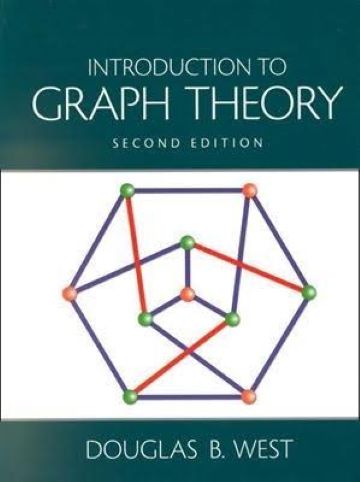 INTRODUCTION TO
GRAPH THEORY
SECOND EDITION
DOUGLAS B. WEST